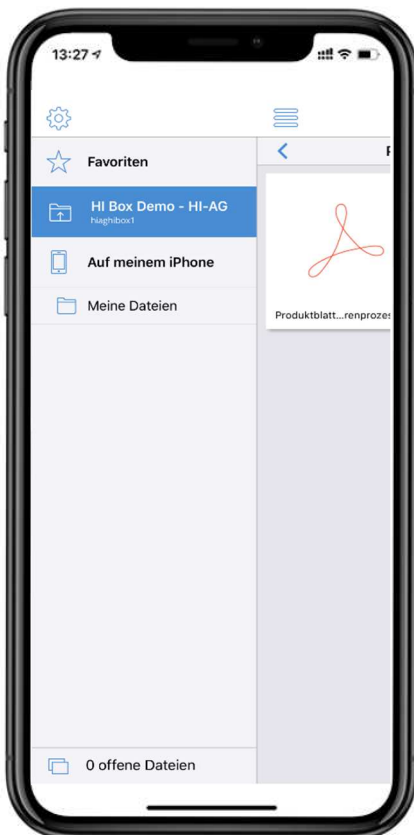 13:27
Favoriten
HI Box Demo - HI-AG
hiaghibox1
Auf meinem iPhone
Meine Dateien
Produktblatt...renprozes
0 offene Dateien